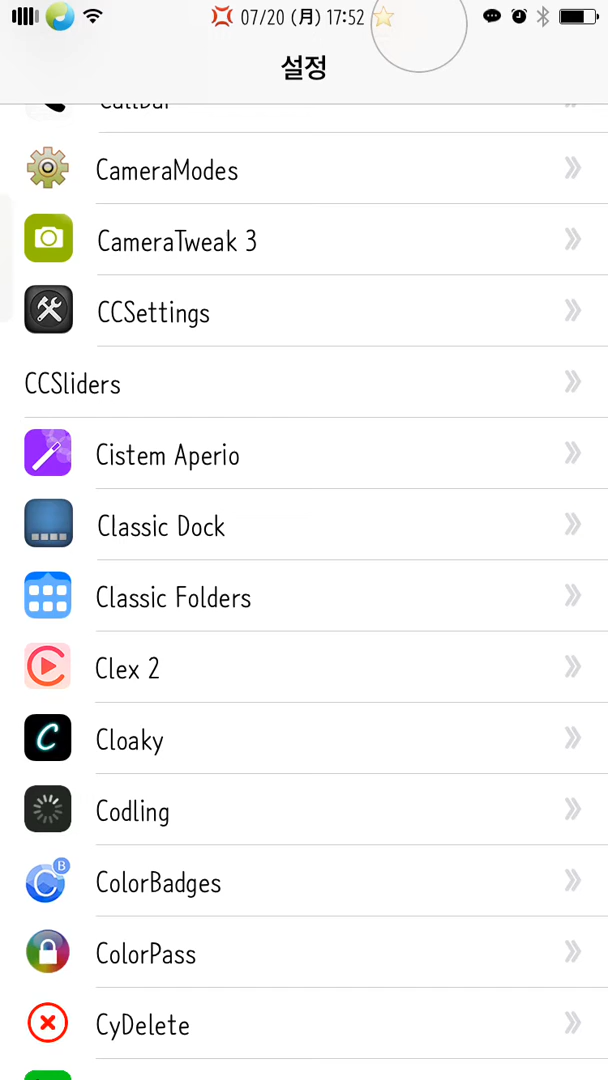 07/20 (月) 17:52
설정
CallBar
CameraModes
CameraTweak 3
CCSettings
CCSliders
Cistem Aperio
Classic Dock
Classic Folders
Clex 2
Cloaky
Codling
B
ColorBadges
ColorPass
CyDelete